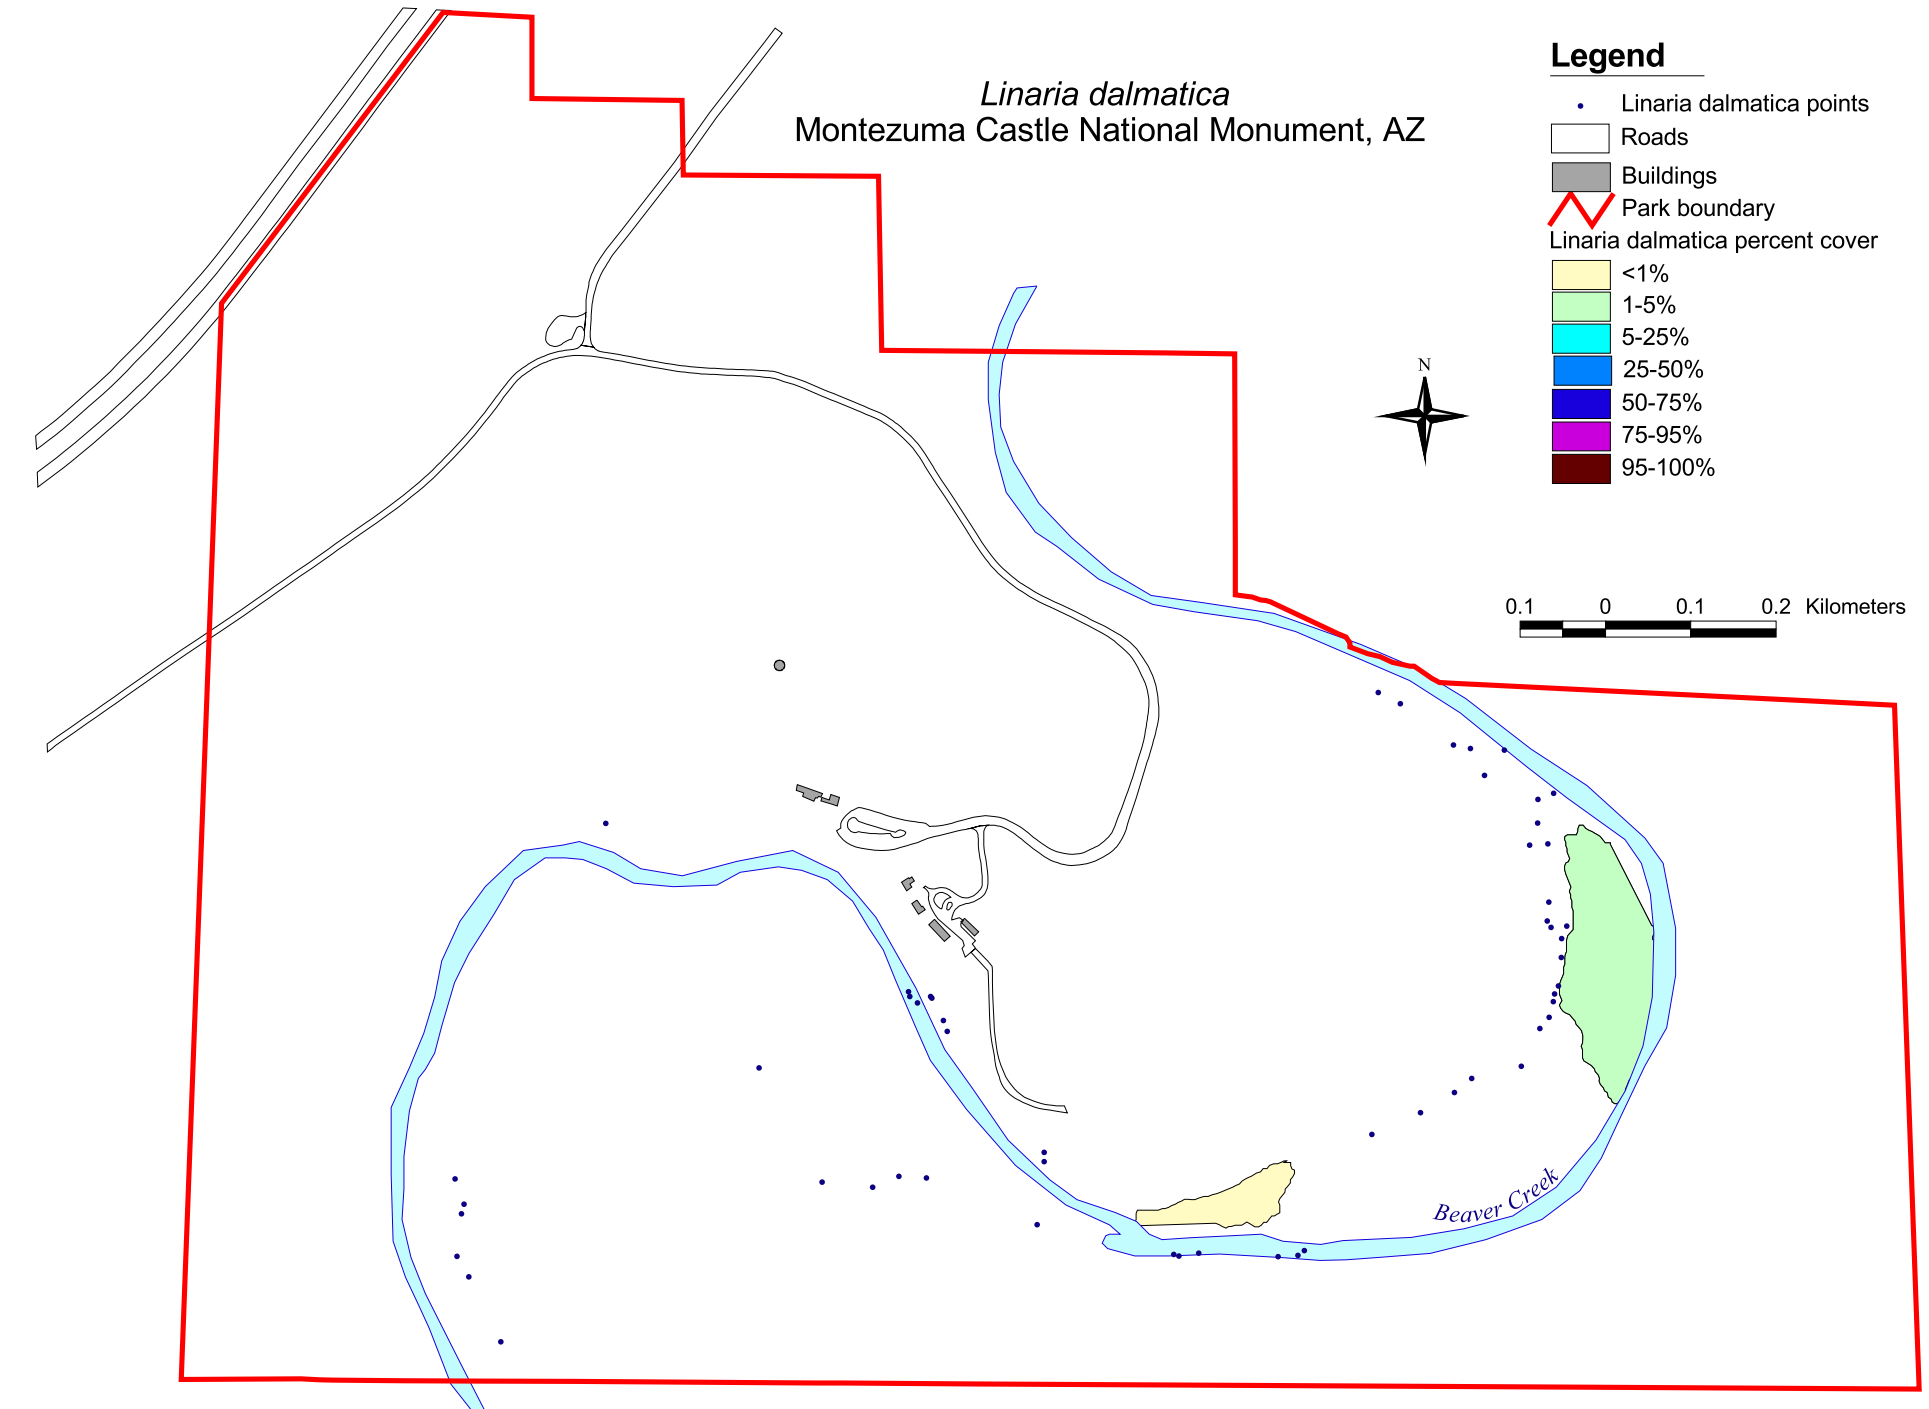 Linaria dalmatica
Montezuma Castle National Monument, AZ
Legend
Linaria dalmatica points
Roads
Buildings
Park boundary
Linaria dalmatica percent cover
<1%
1-5%
5-25%
25-50%
50-75%
75-95%
95-100%
N
0.1 0 0.1 0.2 Kilometers
Beaver Creek